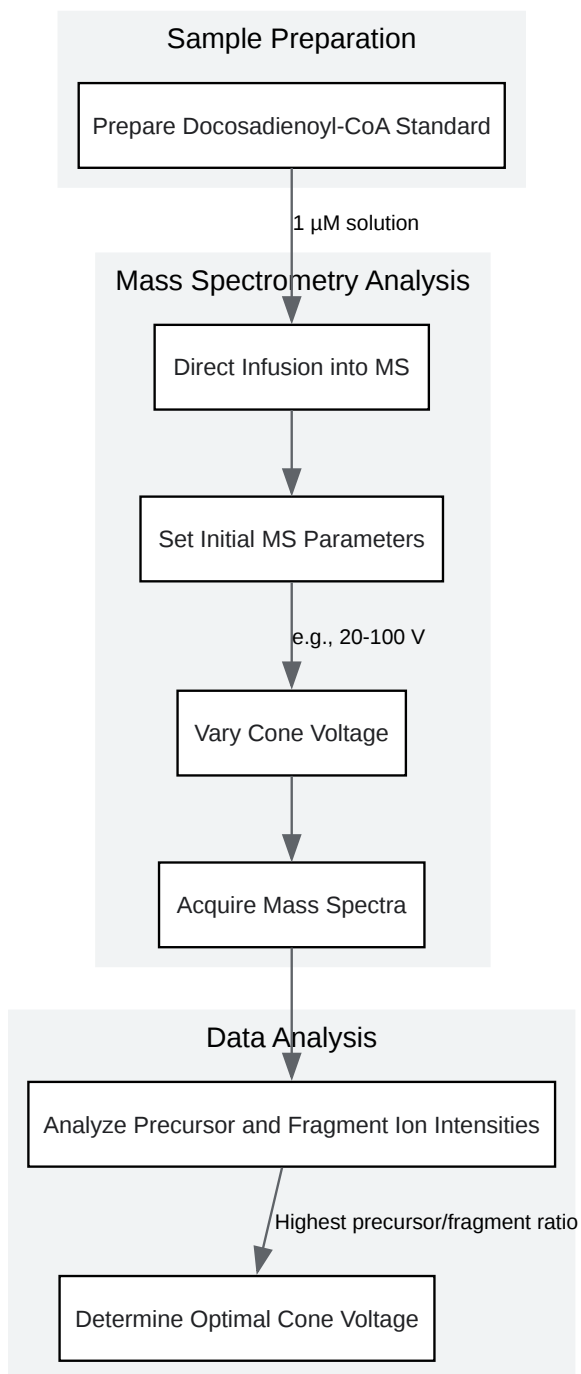 Sample Preparation
Prepare Docosadienoyl-CoA Standard
1 µM solution
Mass Spectrometry Analysis
Direct Infusion into MS
Set Initial MS Parameters
e.g., 20-100 V
Vary Cone Voltage
Acquire Mass Spectra
Data Analysis
Analyze Precursor and Fragment Ion Intensities
Highest precursor/fragment ratio
Determine Optimal Cone Voltage